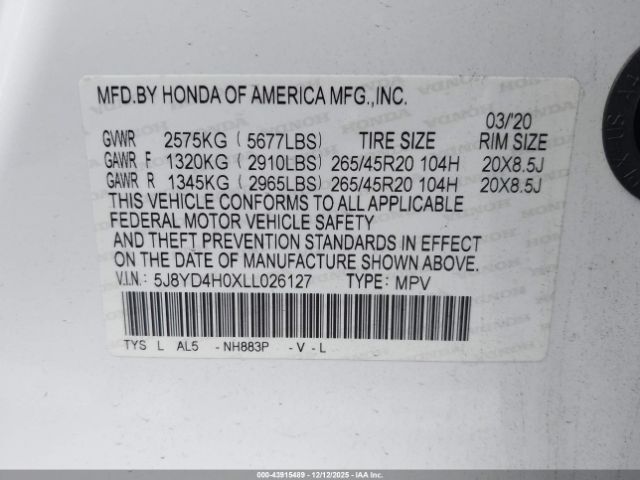 MFD.BY HONDA OF AMERICA MFG.,INC.
03/'20
GVWR 2575KG ( 5677LBS) TIRE SIZE RIM SIZE
GAWR F 1320KG ( 2910LBS) 265/45R20 104H 20X8.5J
GAWR R 1345KG ( 2965LBS) 265/45R20 104H 20X8.5J
THIS VEHICLE CONFORMS TO ALL APPLICABLE
FEDERAL MOTOR VEHICLE SAFETY
AND THEFT PREVENTION STANDARDS IN EFFECT
ON THE DATE OF MANUFACTURE SHOWN ABOVE.
V.I.N.: 5J8YD4H0XLL026127 TYPE: MPV
TYS L AL5 -NH883P -V-L
#00-43915489 - 12/12/2025 - IAA Inc.